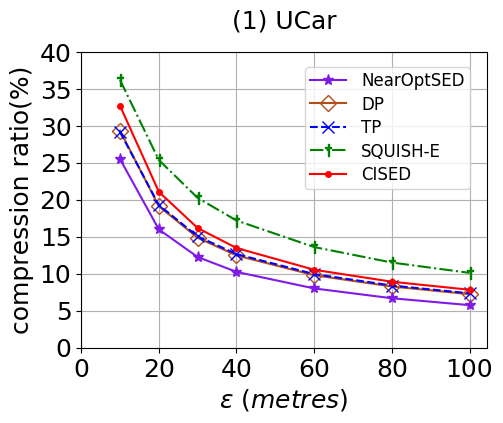 (1) UCar
compression ratio(%)
40
35
30
25
20
15
10
5
0
NearOptSED
DP
TP
SQUISH-E
CISED
0 20 40 60 80 100
ε (metres)